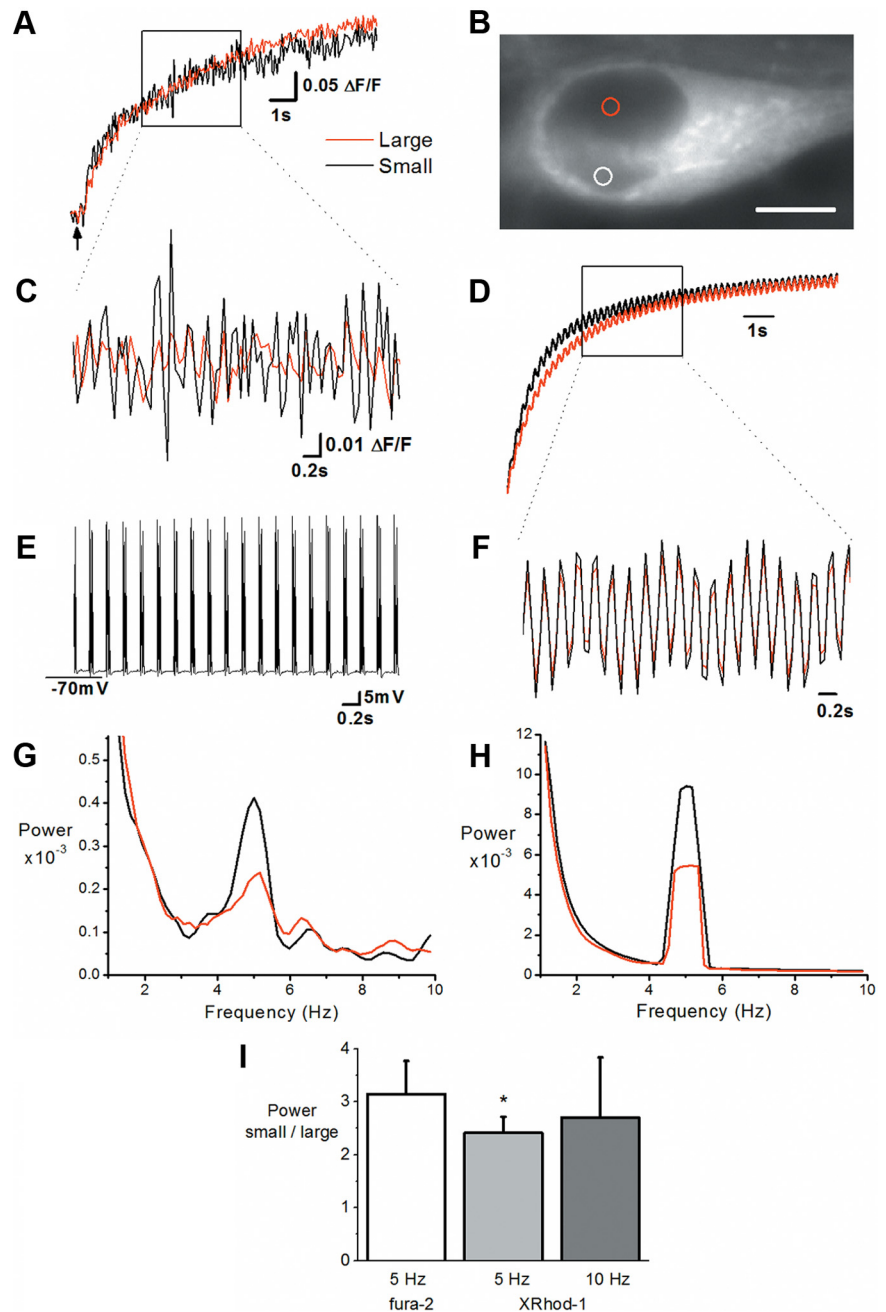 A
0.05 ΔF/F
1s
Large
Small
B
C
0.01 ΔF/F
0.2s
D
1s
E
-70mV
5mV
0.2s
F
0.2s
G
0.5
0.4
0.3
0.2
0.1
0.0
Power
x10-3
2 4 6 8 10
Frequency (Hz)
H
12
10
8
6
4
2
0
Power
x10-3
2 4 6 8 10
Frequency (Hz)
I
4
3
2
1
0
Power
small / large
*
5 Hz 5 Hz 10 Hz
fura-2 XRhod-1